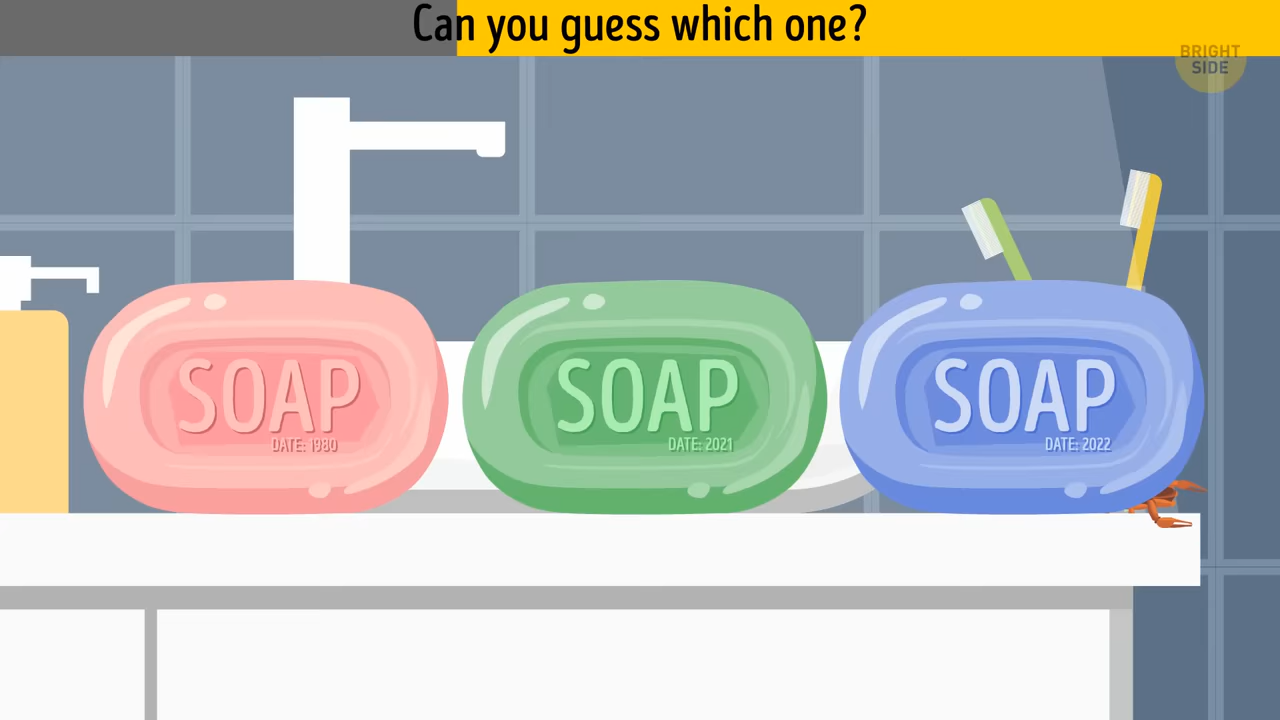 Can you guess which one?
BRIGHT
SIDE
SOAP
DATE: 1980
SOAP
DATE: 2021
SOAP
DATE: 2022